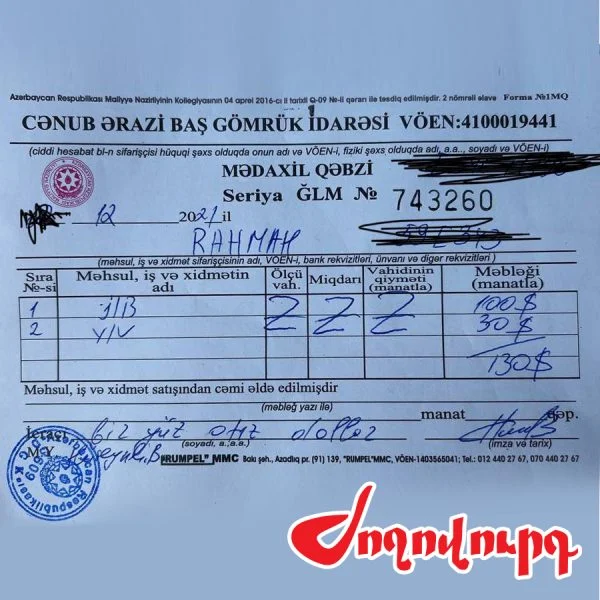 Azərbaycan Respublikası Maliyyə Nazirliyinin Kollegiyasının 04 aprel 2016-cı il tarixli Q-09 №-li qərarı ilə təsdiq edilmişdir. 2 nömrəli əlavə Forma №1MQ
CƏNUB ƏRAZİ BAŞ GÖMRÜK İDARƏSİ VÖEN:4100019441
(ciddi hesabat bl-n sifarişçisi hüquqi şəxs olduqda onun adı və VÖEN-i, fiziki şəxs olduqda adı, a.a., soyadı və VÖEN-i)
MƏDAXİL QƏBZİ
Seriya ĞLM № 743260
12 2021 il
RAHMAH
(məhsul, iş və xidmət sifarişçisinin adı, VÖEN-i, bank rekvizitləri, ünvanı və digər rekvizitləri)
Sıra №-si Məhsul, iş və xidmətin adı Ölçü vah. Miqdarı Vahidinin qiyməti (manatla) Məbləği (manatla)
1 j/B Z Z Z 100$
2 y/V 30$
130$
Məhsul, iş və xidmət satışından cəmi əldə edilmişdir
(məbləğ yazı ilə) manat qəp.
bir yüz otuz dollar
(soyadı, a.a.a.) (imza və tarix)
M.Y.
"RUMPEL" MMC Bakı şəh., Azadlıq pr. (91) 139, "RUMPEL"MMC, VÖEN-1403565041; Tel.: 012 440 27 67, 070 440 27 67
Ժողովուրդ